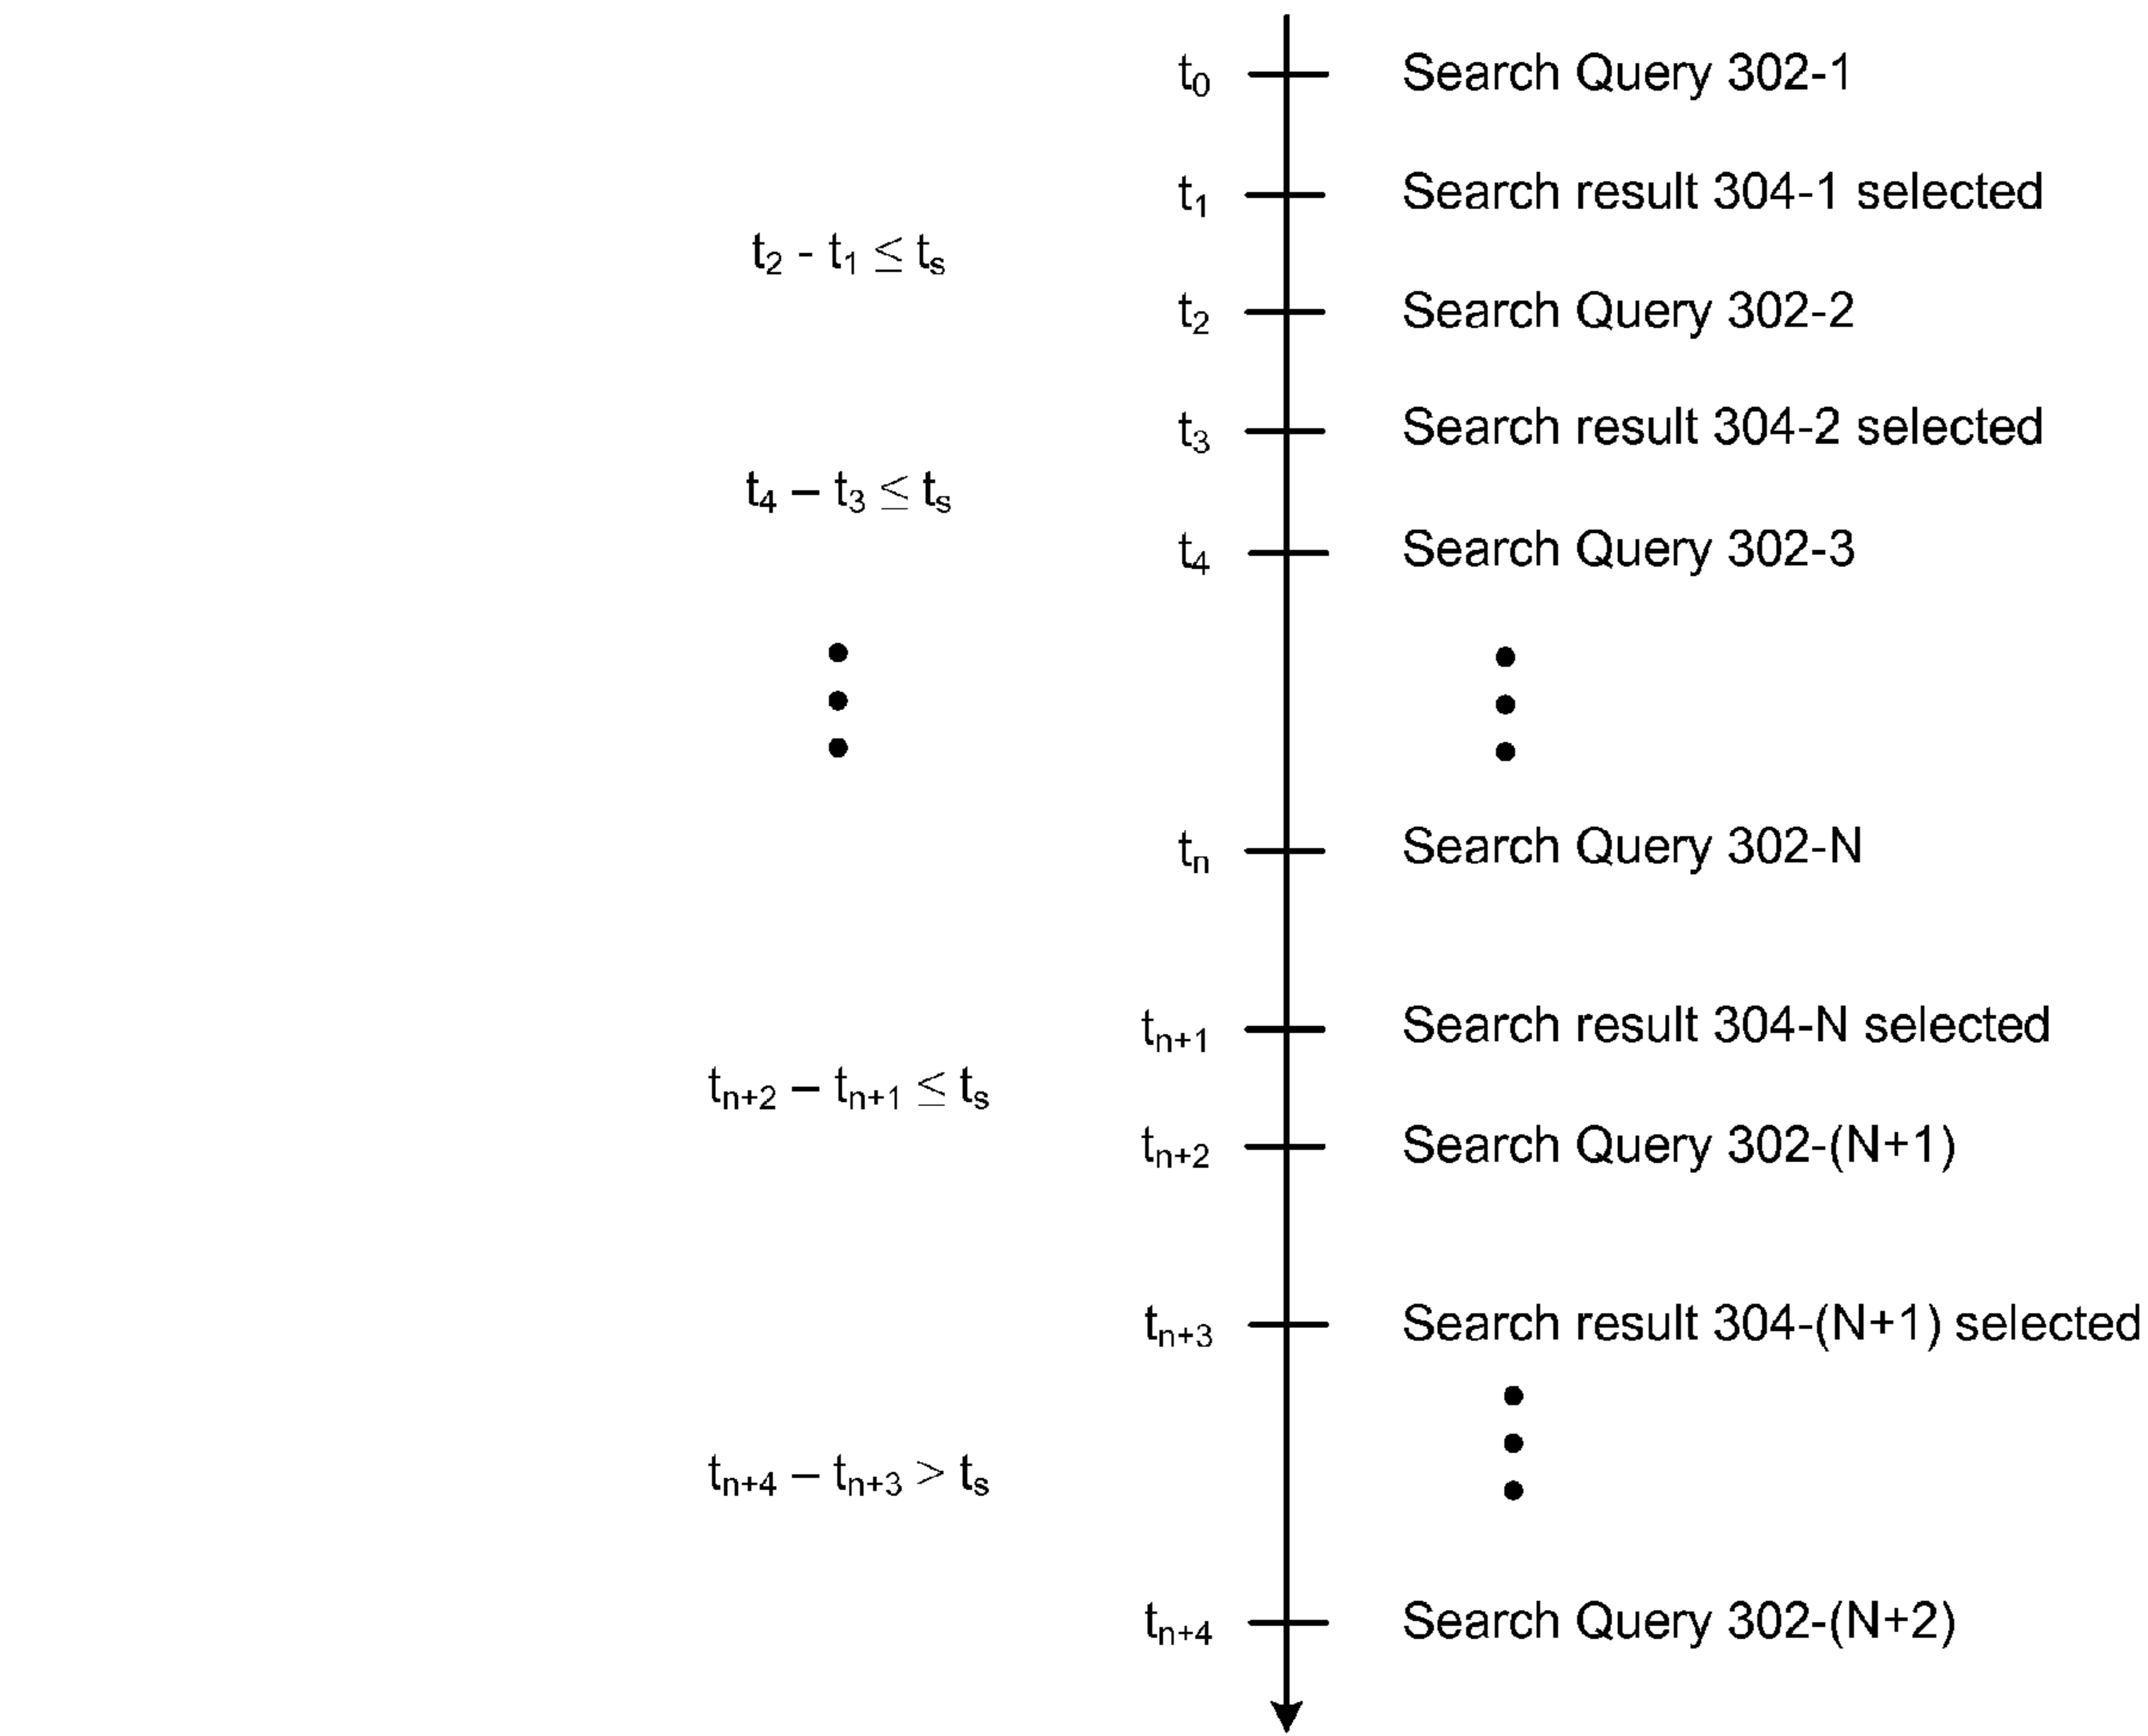 t0 Search Query 302-1
t1 Search result 304-1 selected
t2 - t1 ≤ ts
t2 Search Query 302-2
t3 Search result 304-2 selected
t4 – t3 ≤ ts
t4 Search Query 302-3
tn Search Query 302-N
tn+1 Search result 304-N selected
tn+2 – tn+1 ≤ ts
tn+2 Search Query 302-(N+1)
tn+3 Search result 304-(N+1) selected
tn+4 – tn+3 > ts
tn+4 Search Query 302-(N+2)